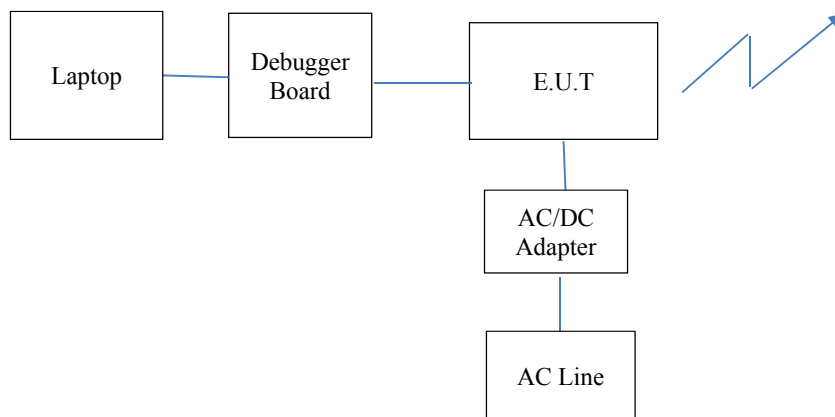 Laptop
Debugger
Board
E.U.T
AC/DC
Adapter
AC Line